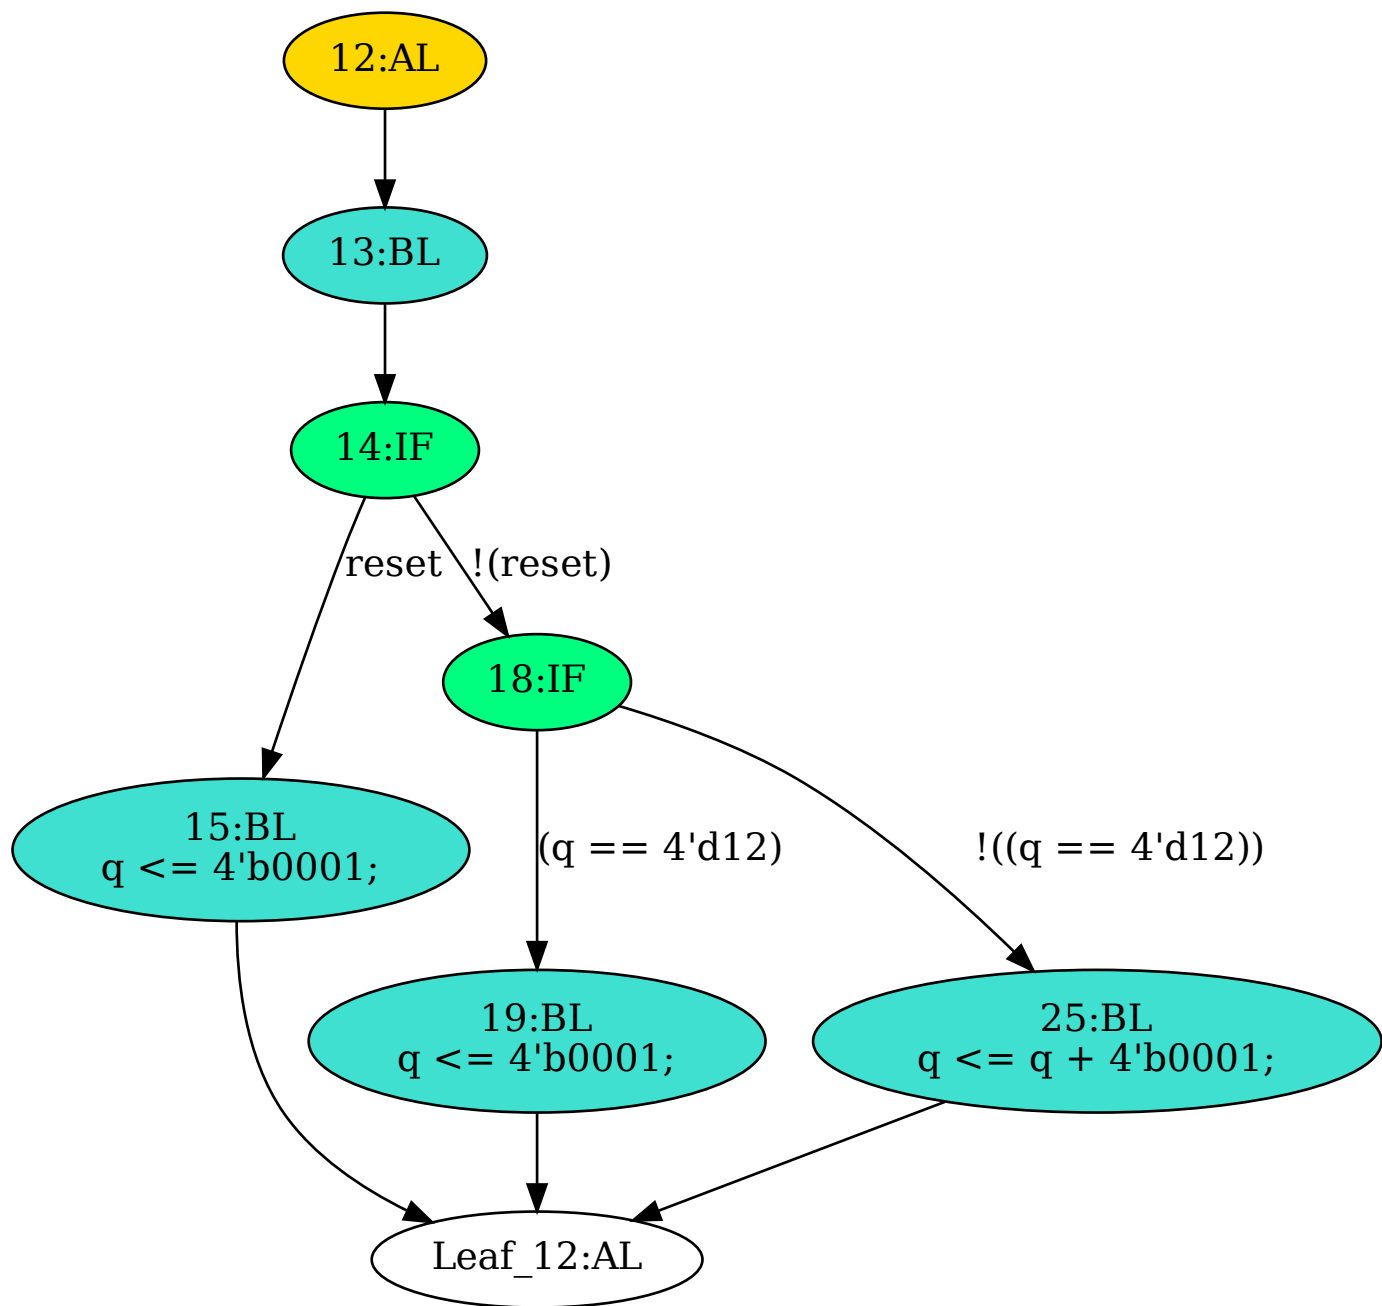 12:AL
13:BL
14:IF
reset
!(reset)
18:IF
15:BL
q <= 4'b0001;
(q == 4'd12)
!((q == 4'd12))
19:BL
q <= 4'b0001;
25:BL
q <= q + 4'b0001;
Leaf_12:AL